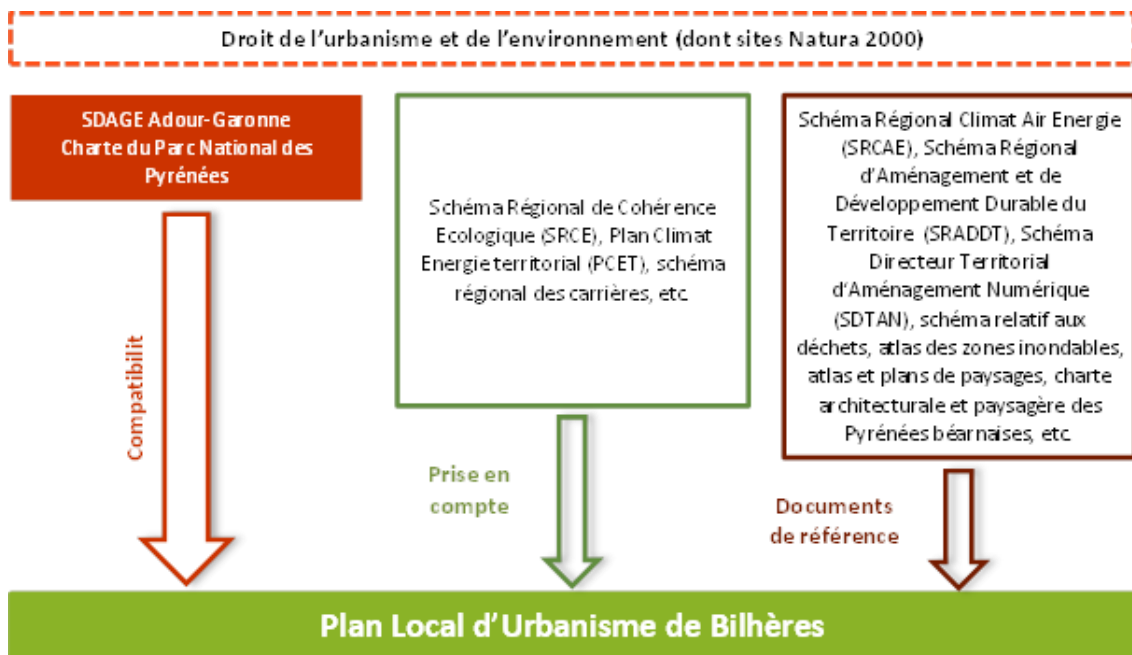 Droit de l'urbanisme et de l'environnement (dont sites Natura 2000)
SDAGE Adour-Garonne
Charte du Parc National des
Pyrénées
Compatibilit
Schéma Régional de Cohérence
Ecologique (SRCE), Plan Climat
Energie territorial (PCET), schéma
régional des carrières, etc.
Prise en
compte
Schéma Régional Climat Air Energie
(SRCAE), Schéma Régional
d'Aménagement et de
Développement Durable du
Territoire (SRADDT), Schéma
Directeur Territorial
d'Aménagement Numérique
(SDTAN), schéma relatif aux
déchets, atlas des zones inondables,
atlas et plans de paysages, charte
architecturale et paysagère des
Pyrénées béarnaises, etc.
Documents
de référence
Plan Local d'Urbanisme de Bilhères